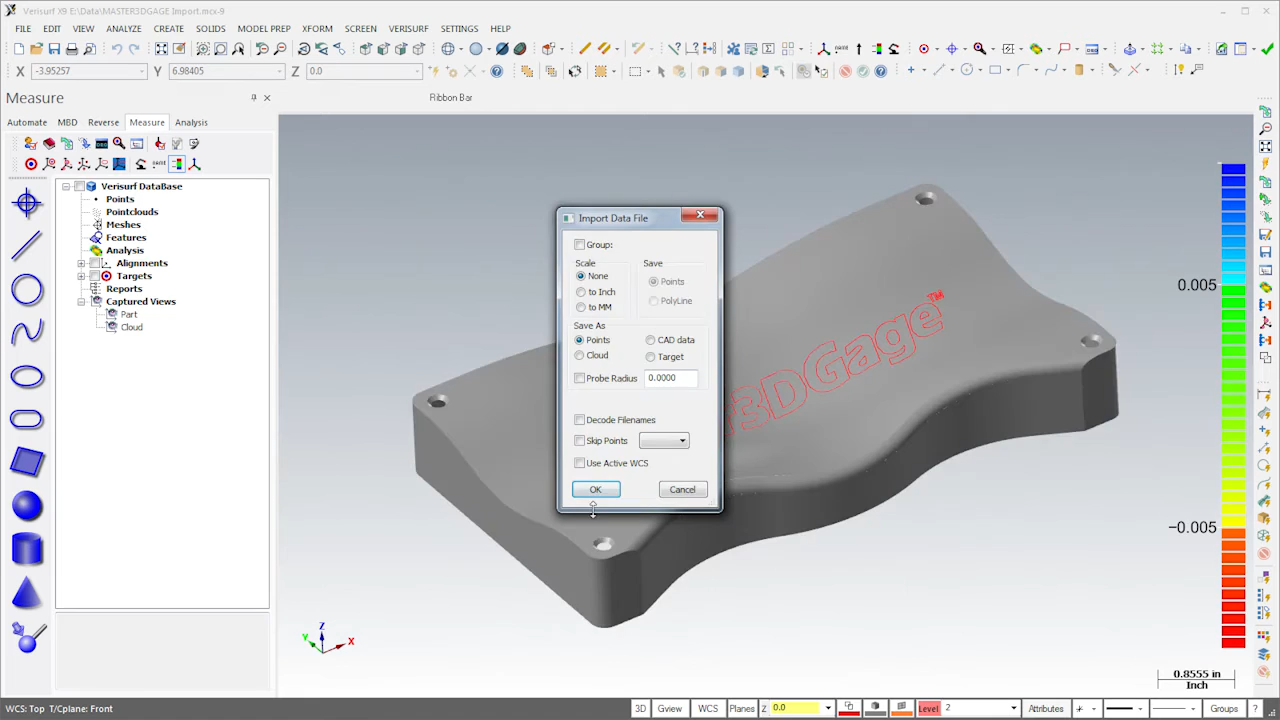 Verisurf X9 E:\Data\MASTER3DGAGE Import.mcx-9
FILE EDIT VIEW ANALYZE CREATE SOLIDS MODEL PREP XFORM SCREEN VERISURF SETTINGS HELP
X -3.95257 Y 6.98405 Z 0.0
Measure
Ribbon Bar
Automate MBD Reverse Measure Analysis
Verisurf DataBase
Points
Pointclouds
Meshes
Features
Analysis
Alignments
Targets
Reports
Captured Views
Part
Cloud
Import Data File
Group:
Scale
Save
None
Points
to Inch
PolyLine
to MM
Save As
Points
CAD data
Cloud
Target
Probe Radius 0.0000
Decode Filenames
Skip Points
Use Active WCS
OK Cancel
3DGage™
0.005
-0.005
Z
Y
X
0.8555 in
Inch
WCS: Top T/Cplane: Front
3D Gview WCS Planes Z 0.0 Level 2 Attributes Groups ?